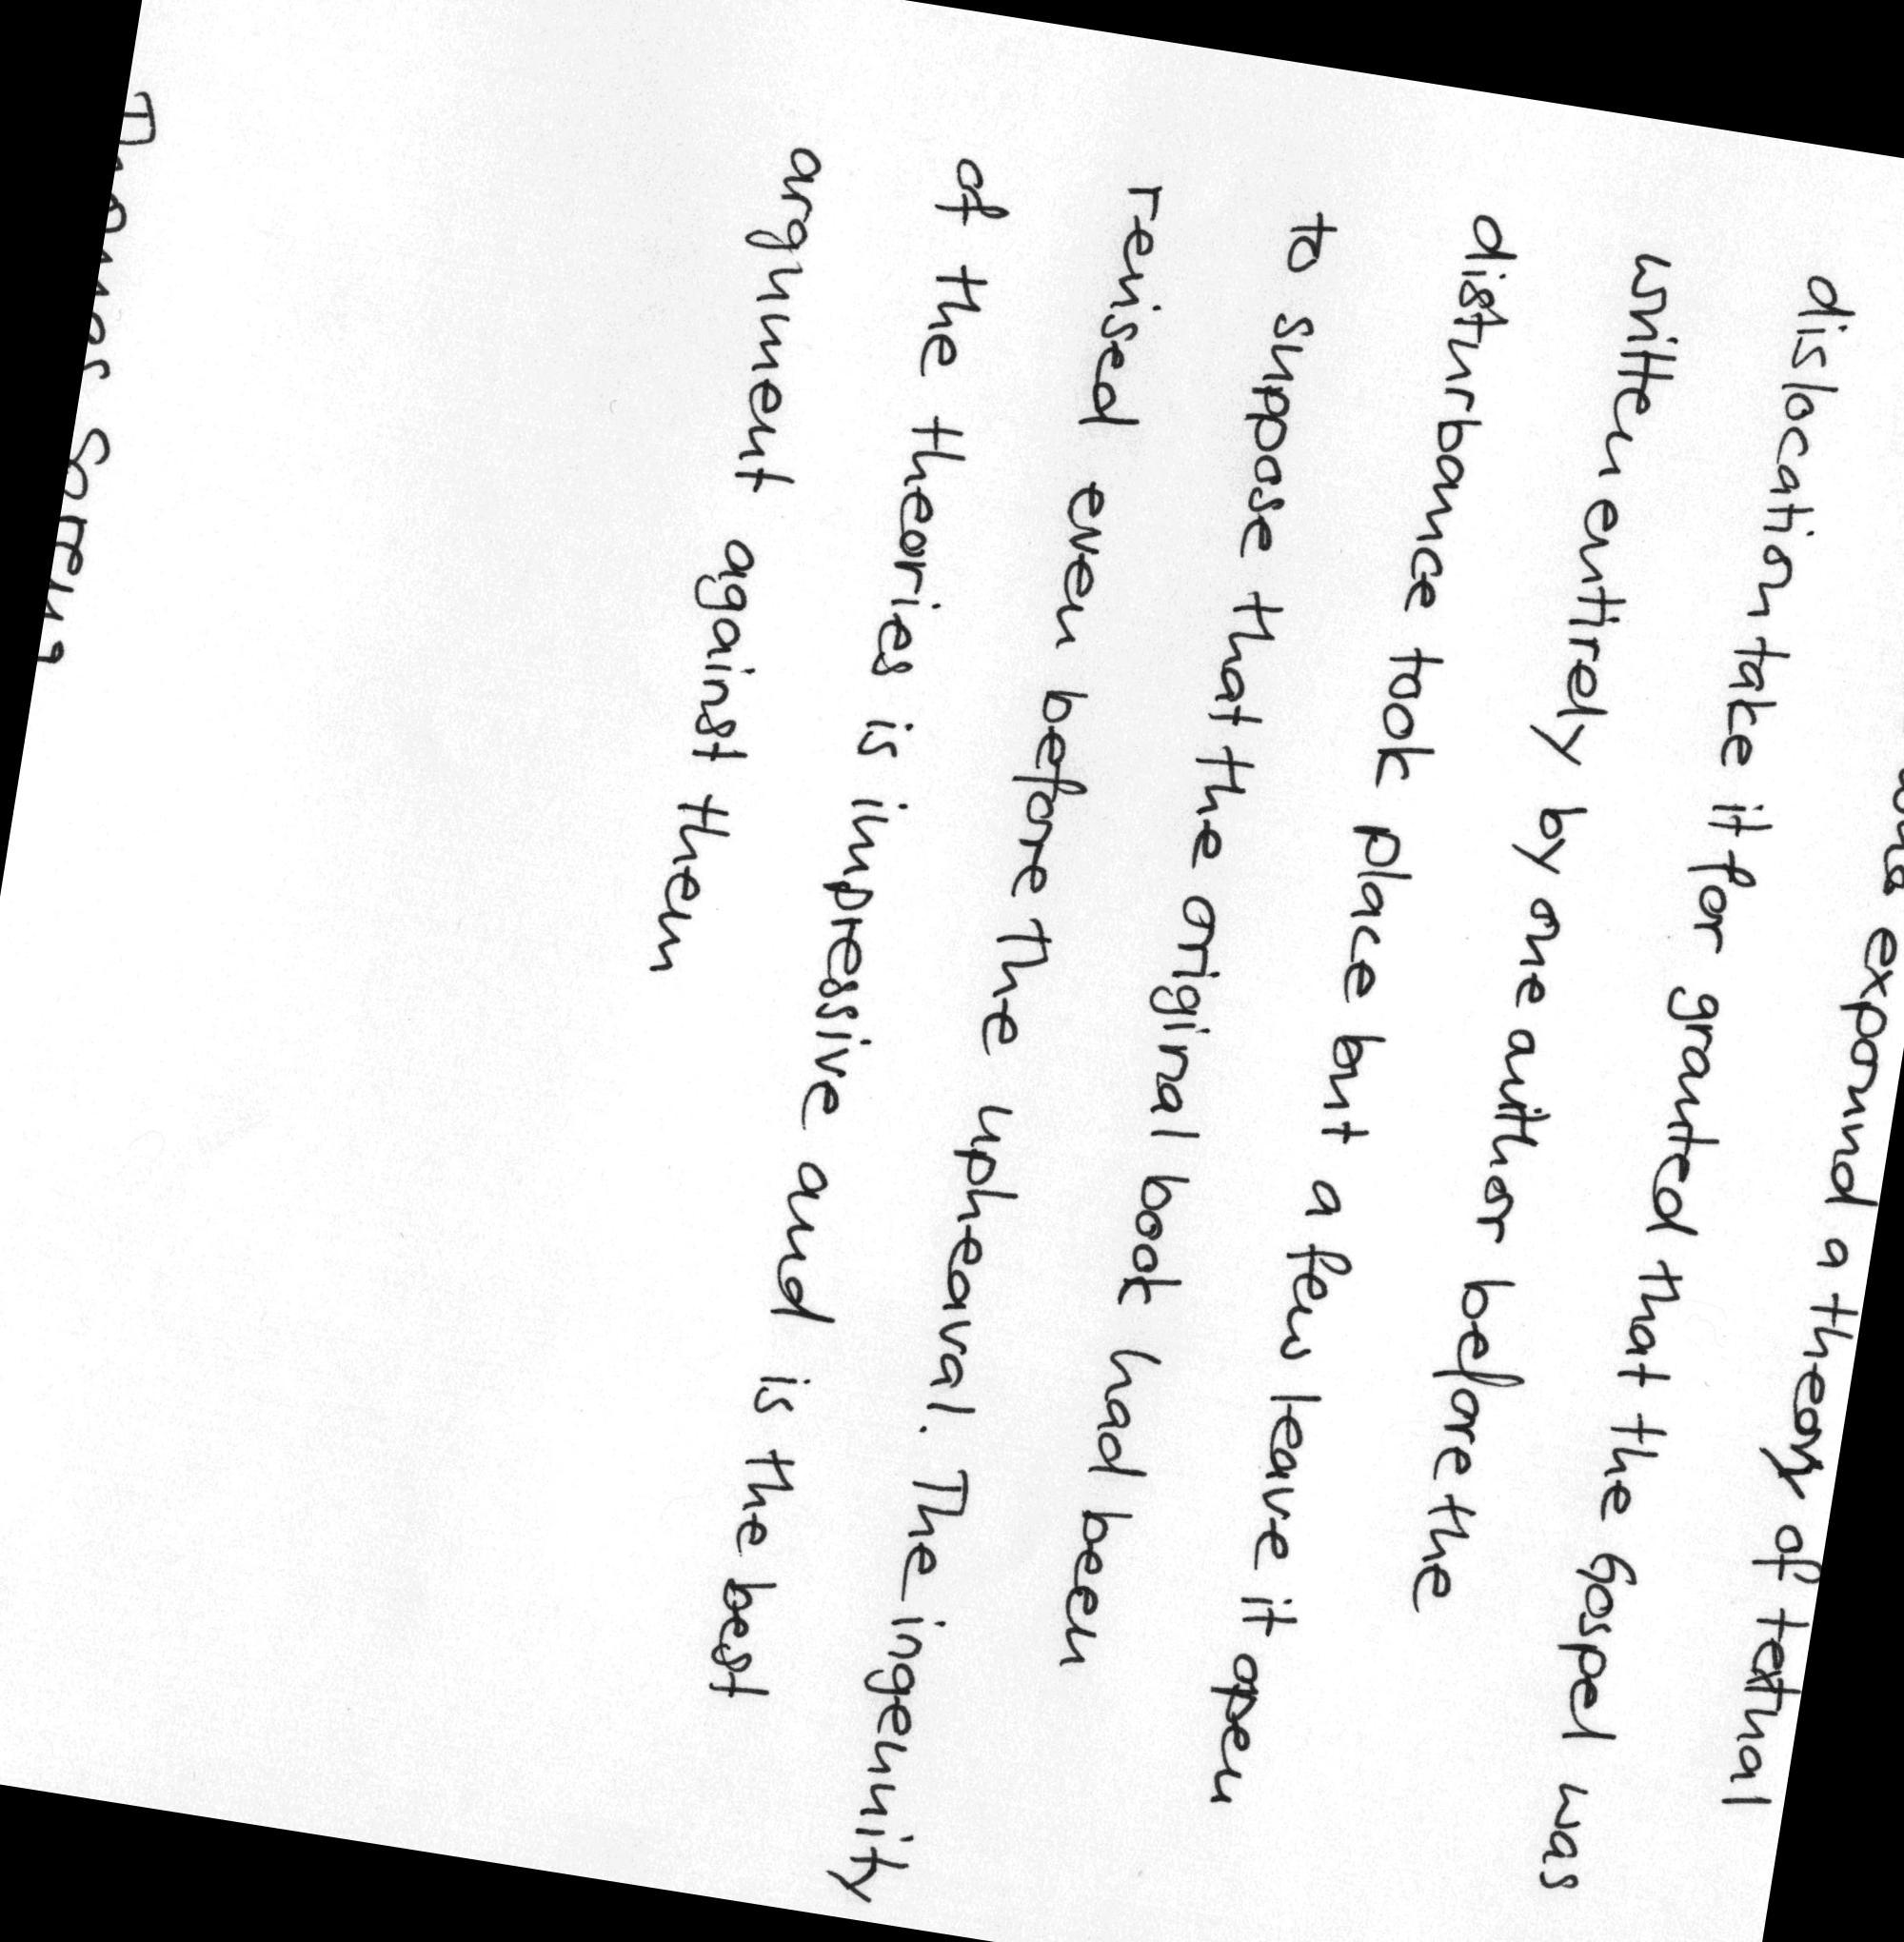 expound a theory of textual
dislocation take it for granted that the Gospel was
written entirely by one author before the
disturbance took place but a few leave it open
to suppose that the original book had been
revised even before the upheaval. The ingenuity
of the theories is impressive and is the best
argument against them